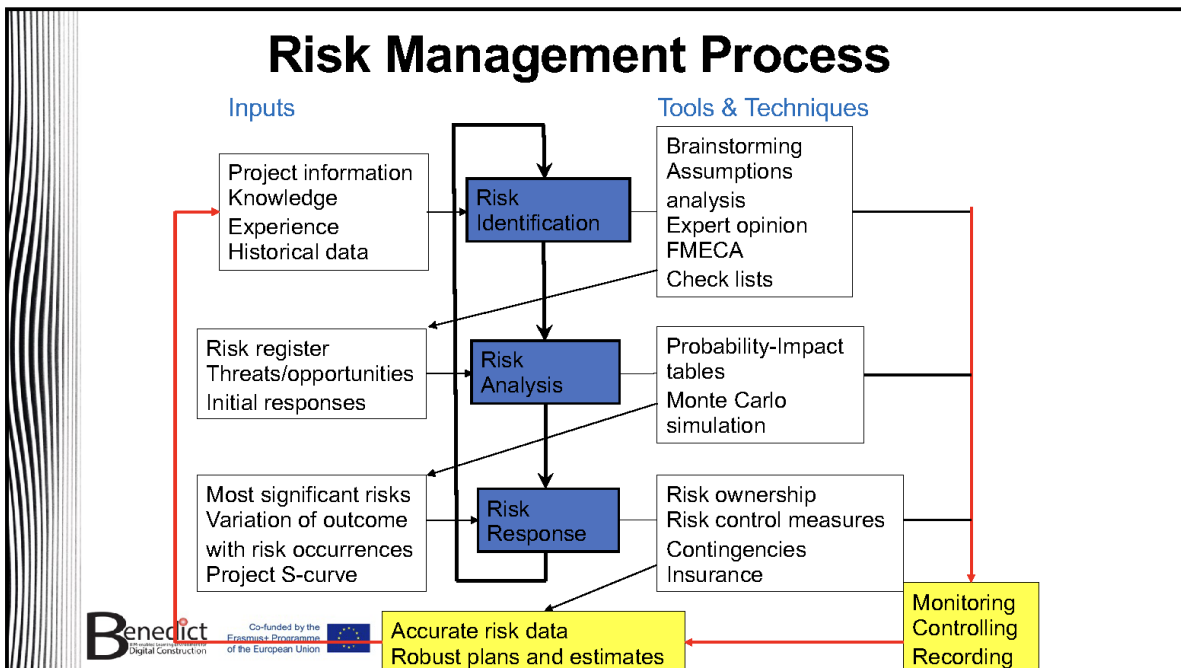 Risk Management Process
Inputs
Tools & Techniques
Project information
Knowledge
Experience
Historical data
Risk
Identification
Brainstorming
Assumptions
analysis
Expert opinion
FMECA
Check lists
Risk register
Threats/opportunities
Initial responses
Risk
Analysis
Probability-Impact
tables
Monte Carlo
simulation
Most significant risks
Variation of outcome
with risk occurrences
Project S-curve
Risk
Response
Risk ownership
Risk control measures
Contingencies
Insurance
Monitoring
Controlling
Recording
Accurate risk data
Robust plans and estimates
Benedict
Digital Construction
Co-funded by the
Erasmus+ Programme
of the European Union